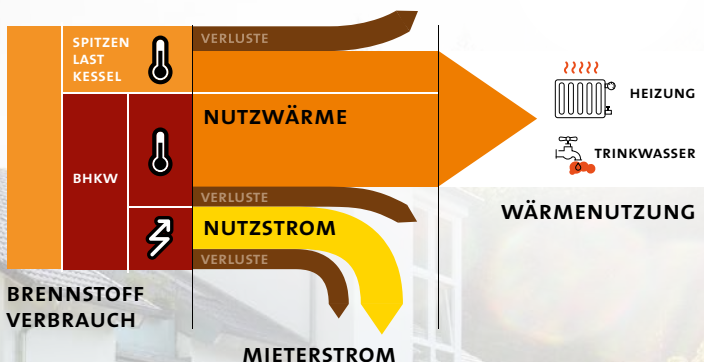 SPITZEN
LAST
KESSEL
VERLUSTE
HEIZUNG
NUTZWÄRME
TRINKWASSER
BHKW
VERLUSTE
WÄRMENUTZUNG
NUTZSTROM
VERLUSTE
BRENNSTOFF
VERBRAUCH
MIETERSTROM